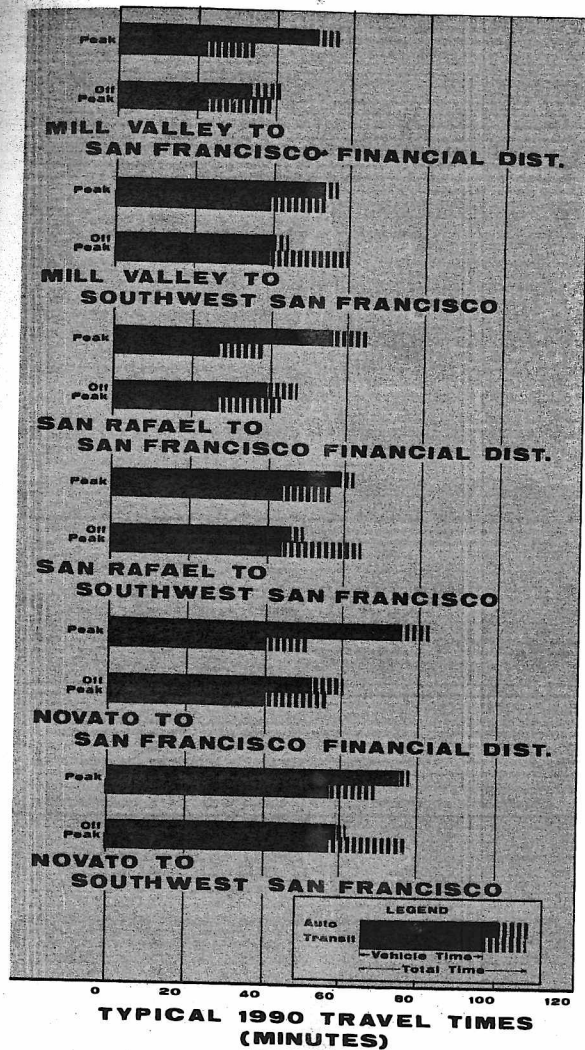 Peak
Off
Peak
MILL VALLEY TO
SAN FRANCISCO FINANCIAL DIST.
Peak
Off
Peak
MILL VALLEY TO
SOUTHWEST SAN FRANCISCO
Peak
Off
Peak
SAN RAFAEL TO
SAN FRANCISCO FINANCIAL DIST.
Peak
Off
Peak
SAN RAFAEL TO
SOUTHWEST SAN FRANCISCO
Peak
Off
Peak
NOVATO TO
SAN FRANCISCO FINANCIAL DIST.
Peak
Off
Peak
NOVATO TO
SOUTHWEST SAN FRANCISCO
LEGEND
Auto
Transit
Vehicle Time
Total Time
0 20 40 60 80 100 120
TYPICAL 1990 TRAVEL TIMES
(MINUTES)